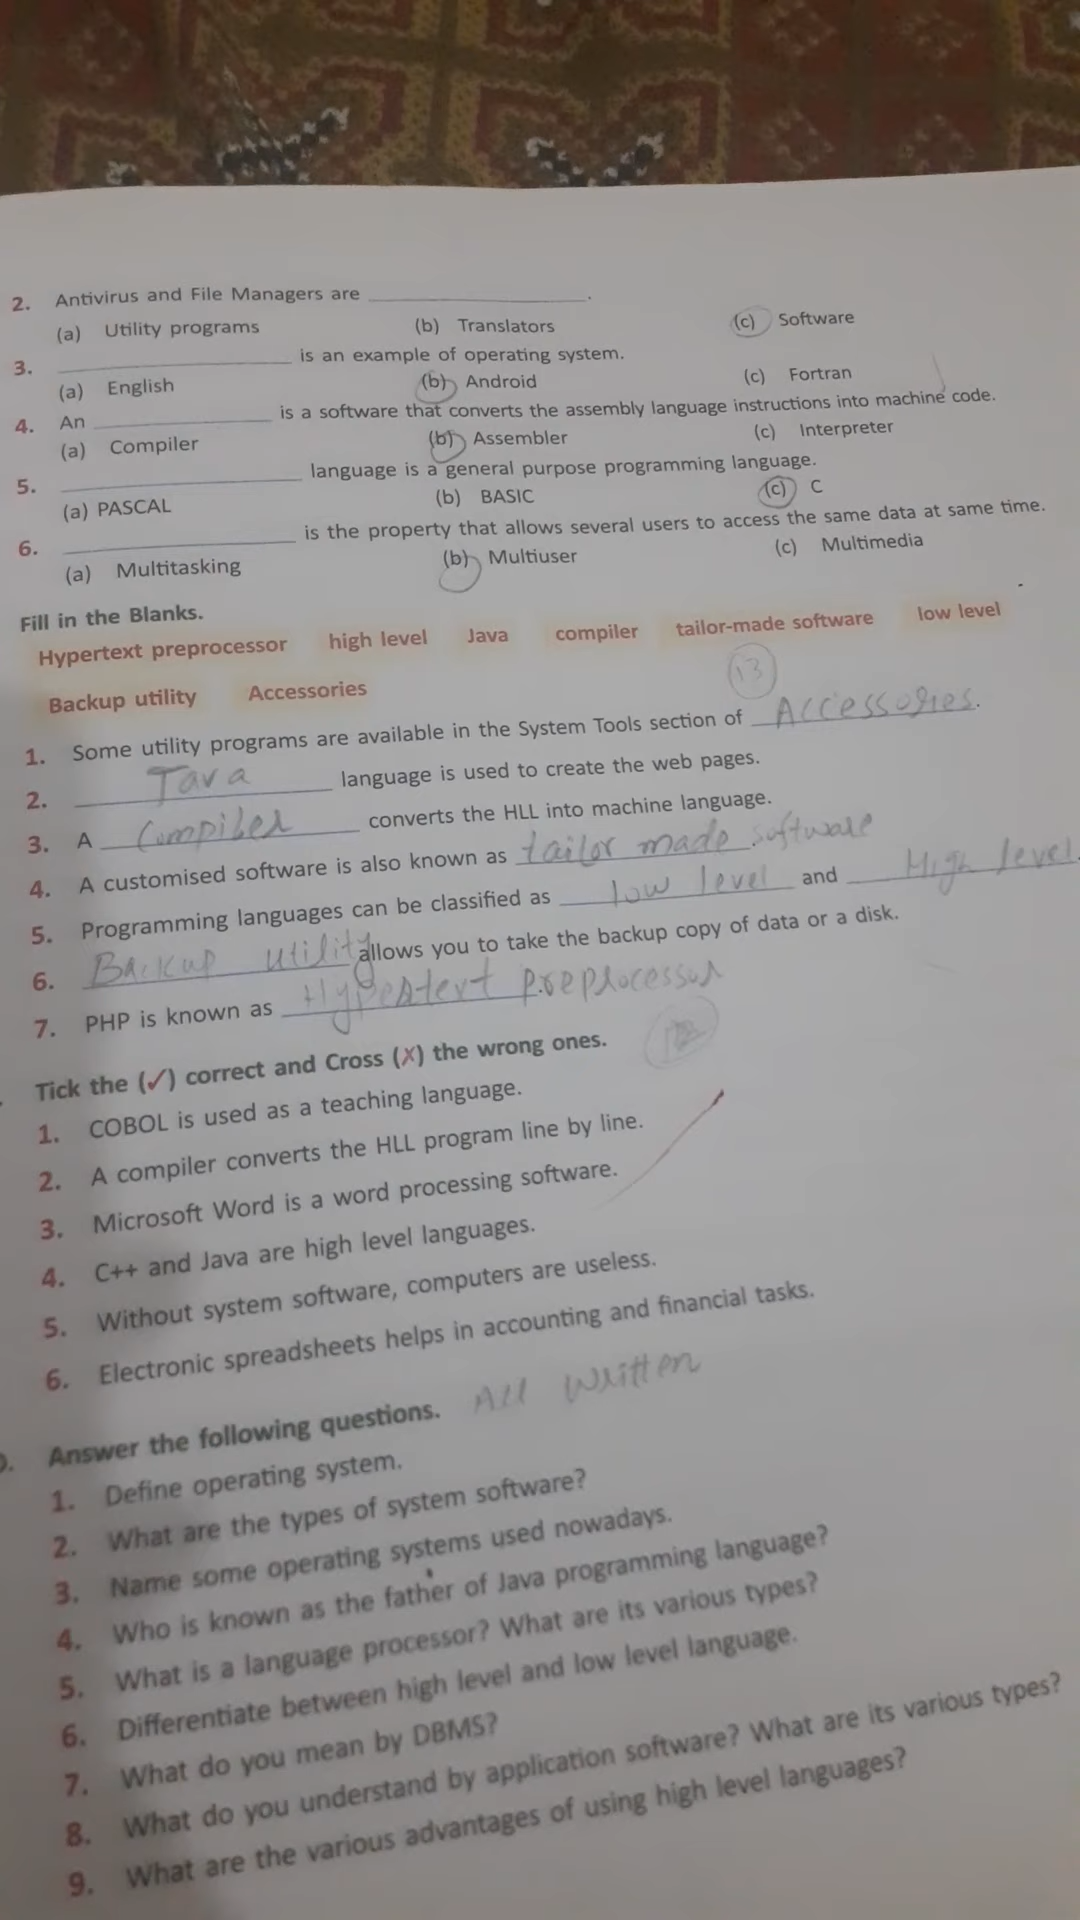 2. Antivirus and File Managers are ____________.
(a) Utility programs (b) Translators (c) Software
3. ____________ is an example of operating system.
(a) English (b) Android (c) Fortran
4. An ____________ is a software that converts the assembly language instructions into machine code.
(a) Compiler (b) Assembler (c) Interpreter
5. ____________ language is a general purpose programming language.
(a) PASCAL (b) BASIC (c) C
6. ____________ is the property that allows several users to access the same data at same time.
(a) Multitasking (b) Multiuser (c) Multimedia
Fill in the Blanks.
Hypertext preprocessor high level Java compiler tailor-made software low level
Backup utility Accessories
13
1. Some utility programs are available in the System Tools section of Accessories.
2. Java language is used to create the web pages.
3. A Compiler converts the HLL into machine language.
4. A customised software is also known as tailor made software.
5. Programming languages can be classified as low level and High level.
6. Backup utility allows you to take the backup copy of data or a disk.
7. PHP is known as Hypertext preprocessor.
Tick the (✓) correct and Cross (✗) the wrong ones.
1. COBOL is used as a teaching language.
2. A compiler converts the HLL program line by line.
3. Microsoft Word is a word processing software.
4. C++ and Java are high level languages.
5. Without system software, computers are useless.
6. Electronic spreadsheets helps in accounting and financial tasks.
Answer the following questions. All Written
1. Define operating system.
2. What are the types of system software?
3. Name some operating systems used nowadays.
4. Who is known as the father of Java programming language?
5. What is a language processor? What are its various types?
6. Differentiate between high level and low level language.
7. What do you mean by DBMS?
8. What do you understand by application software? What are its various types?
9. What are the various advantages of using high level languages?